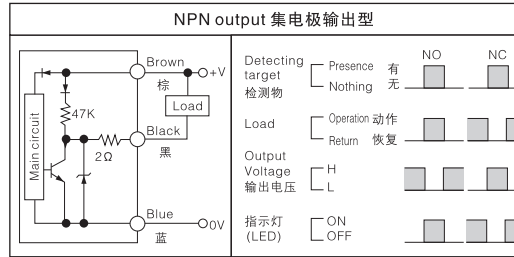 NPN output 集电极输出型
Brown
棕
+V
Load
47K
Main circuit
Black
黑
2Ω
Blue
蓝
0V
NO NC
Detecting
target
检测物
Presence 有
Nothing 无
Load
Operation 动作
Return 恢复
Output
Voltage
输出电压
H
L
指示灯
(LED)
ON
OFF